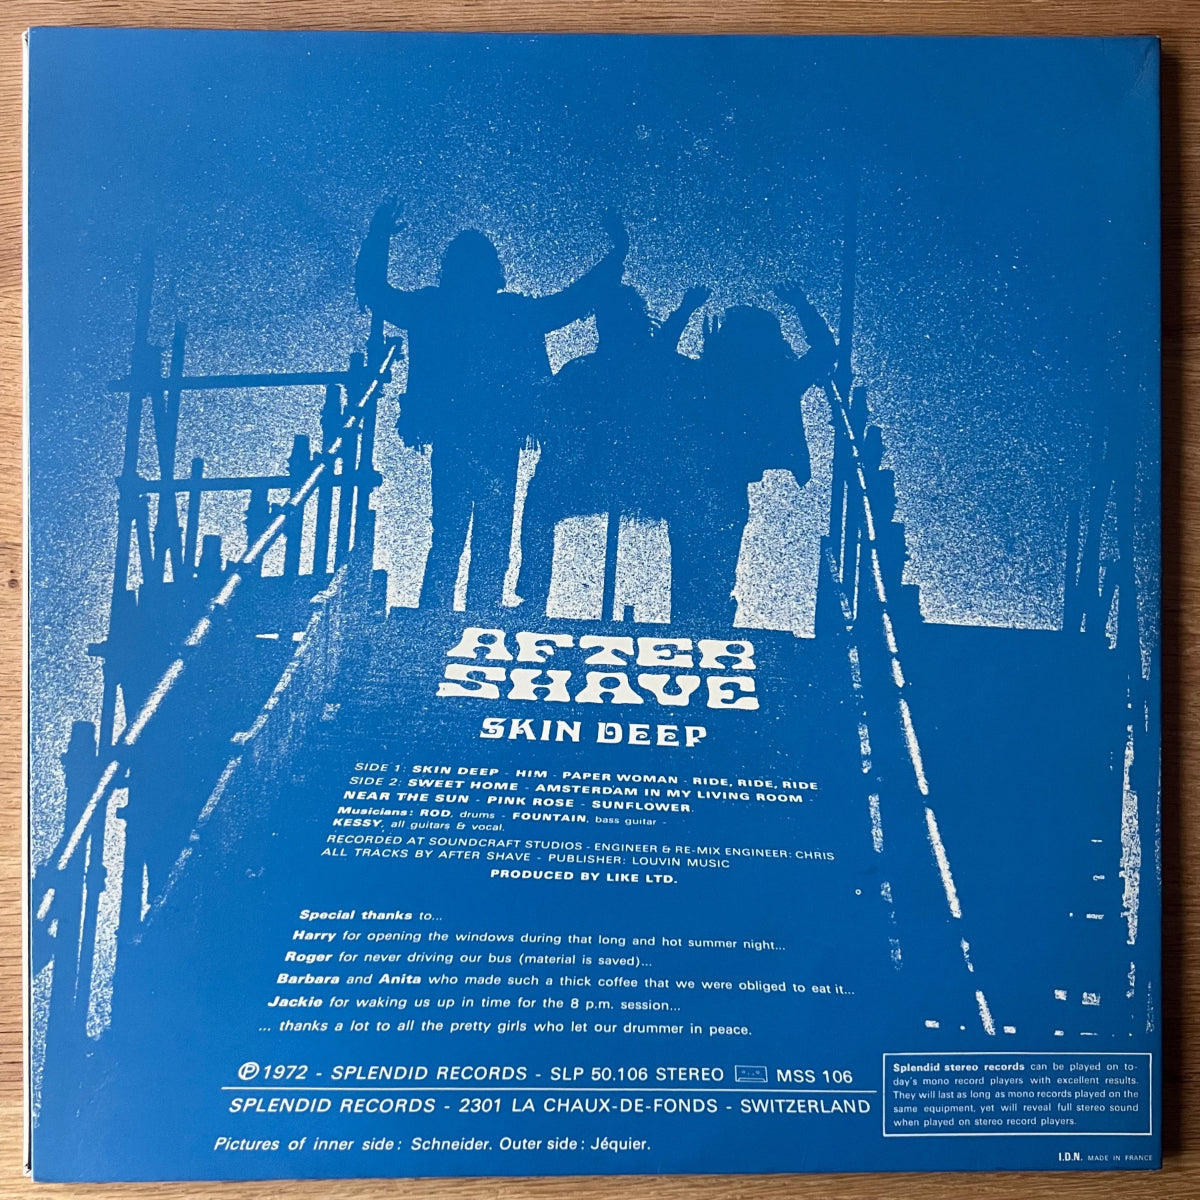 AFTER
SHAVE
SKIN DEEP
SIDE 1: SKIN DEEP - HIM - PAPER WOMAN - RIDE, RIDE, RIDE
SIDE 2: SWEET HOME - AMSTERDAM IN MY LIVING ROOM -
NEAR THE SUN - PINK ROSE - SUNFLOWER.
Musicians: ROD, drums - FOUNTAIN, bass guitar -
KESSY, all guitars & vocal.
RECORDED AT SOUNDCRAFT STUDIOS - ENGINEER & RE-MIX ENGINEER: CHRIS
ALL TRACKS BY AFTER SHAVE - PUBLISHER: LOUVIN MUSIC
PRODUCED BY LIKE LTD.
Special thanks to...
Harry for opening the windows during that long and hot summer night...
Roger for never driving our bus (material is saved)...
Barbara and Anita who made such a thick coffee that we were obliged to eat it...
Jackie for waking us up in time for the 8 p.m. session...
... thanks a lot to all the pretty girls who let our drummer in peace.
℗ 1972 - SPLENDID RECORDS - SLP 50.106 STEREO MSS 106
SPLENDID RECORDS - 2301 LA CHAUX-DE-FONDS - SWITZERLAND
Pictures of inner side : Schneider. Outer side : Jéquier.
Splendid stereo records can be played on to-
day's mono record players with excellent results.
They will last as long as mono records played on the
same equipment, yet will reveal full stereo sound
when played on stereo record players.
I.D.N. MADE IN FRANCE